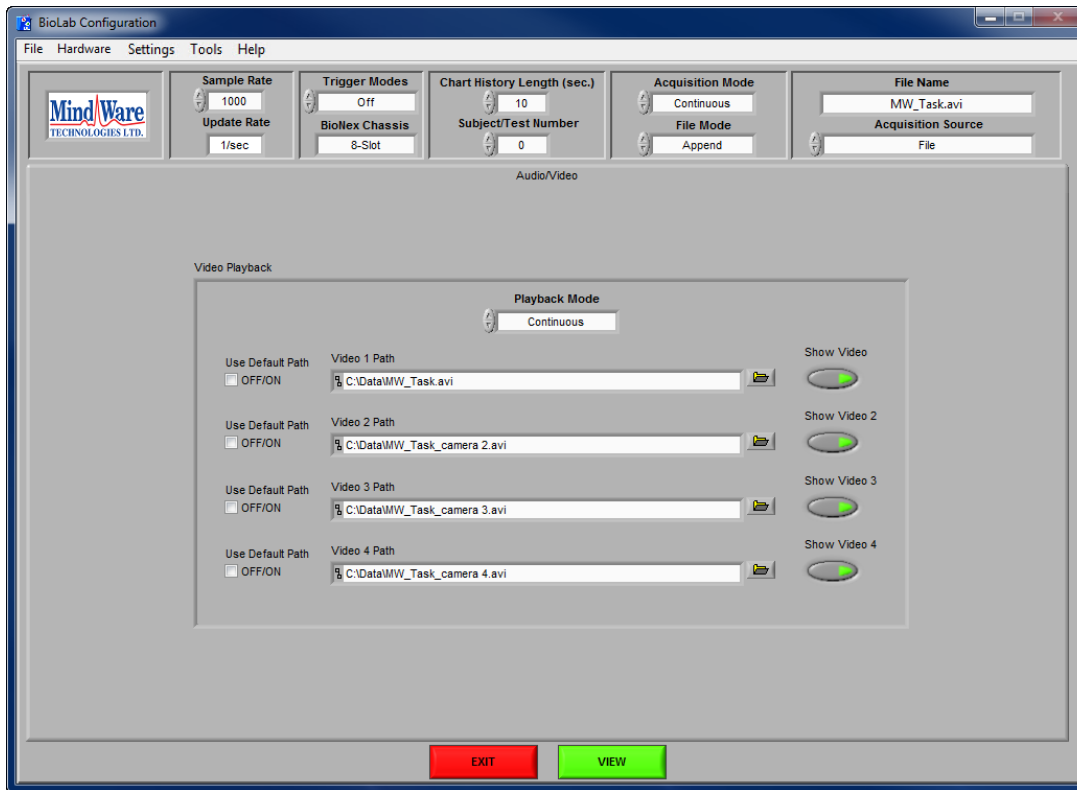 BioLab Configuration
File Hardware Settings Tools Help
MindWare
TECHNOLOGIES LTD.
Sample Rate
1000
Update Rate
1/sec
Trigger Modes
Off
BioNex Chassis
8-Slot
Chart History Length (sec.)
10
Subject/Test Number
0
Acquisition Mode
Continuous
File Mode
Append
File Name
MW_Task.avi
Acquisition Source
File
Audio/Video
Video Playback
Playback Mode
Continuous
Use Default Path
OFF/ON
Video 1 Path
C:\Data\MW_Task.avi
Show Video
Use Default Path
OFF/ON
Video 2 Path
C:\Data\MW_Task_camera 2.avi
Show Video 2
Use Default Path
OFF/ON
Video 3 Path
C:\Data\MW_Task_camera 3.avi
Show Video 3
Use Default Path
OFF/ON
Video 4 Path
C:\Data\MW_Task_camera 4.avi
Show Video 4
EXIT
VIEW